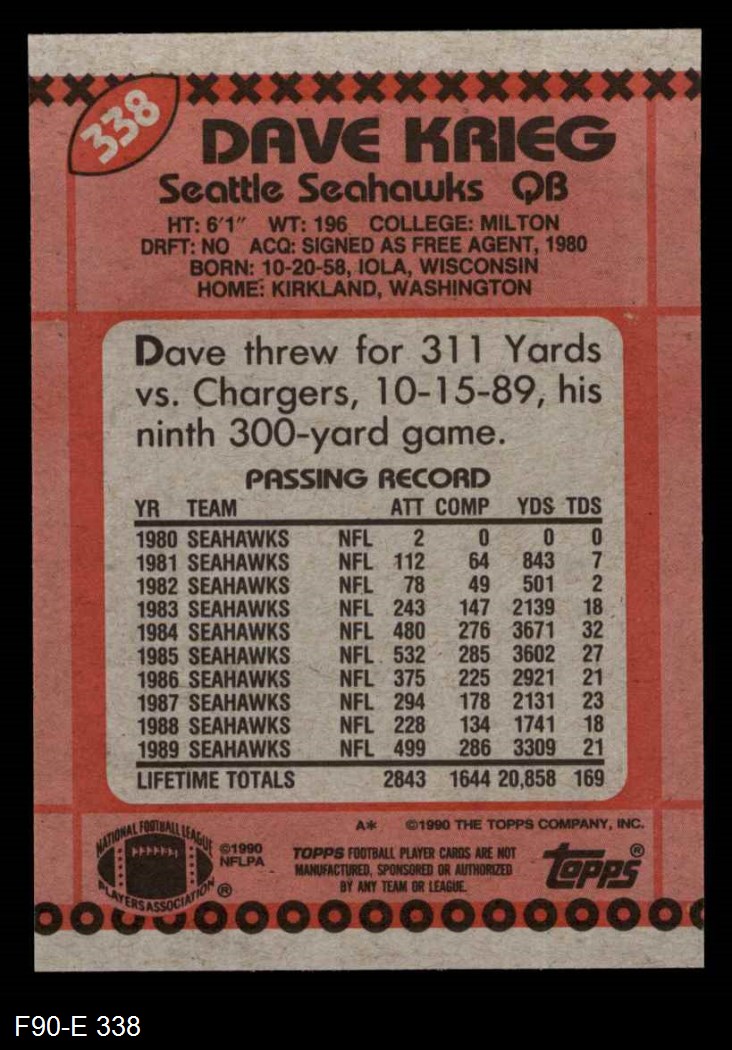 338
DAVE KRIEG
Seattle Seahawks QB
HT: 6'1" WT: 196 COLLEGE: MILTON
DRFT: NO ACQ: SIGNED AS FREE AGENT, 1980
BORN: 10-20-58, IOLA, WISCONSIN
HOME: KIRKLAND, WASHINGTON
Dave threw for 311 Yards
vs. Chargers, 10-15-89, his
ninth 300-yard game.
PASSING RECORD
YR TEAM ATT COMP YDS TDS
1980 SEAHAWKS NFL 2 0 0 0
1981 SEAHAWKS NFL 112 64 843 7
1982 SEAHAWKS NFL 78 49 501 2
1983 SEAHAWKS NFL 243 147 2139 18
1984 SEAHAWKS NFL 480 276 3671 32
1985 SEAHAWKS NFL 532 285 3602 27
1986 SEAHAWKS NFL 375 225 2921 21
1987 SEAHAWKS NFL 294 178 2131 23
1988 SEAHAWKS NFL 228 134 1741 18
1989 SEAHAWKS NFL 499 286 3309 21
LIFETIME TOTALS 2843 1644 20,858 169
A* ©1990 THE TOPPS COMPANY, INC.
NATIONAL FOOTBALL LEAGUE
PLAYERS ASSOCIATION ®
©1990
NFLPA
TOPPS FOOTBALL PLAYER CARDS ARE NOT
MANUFACTURED, SPONSORED OR AUTHORIZED
BY ANY TEAM OR LEAGUE.
topps ®
F90-E 338